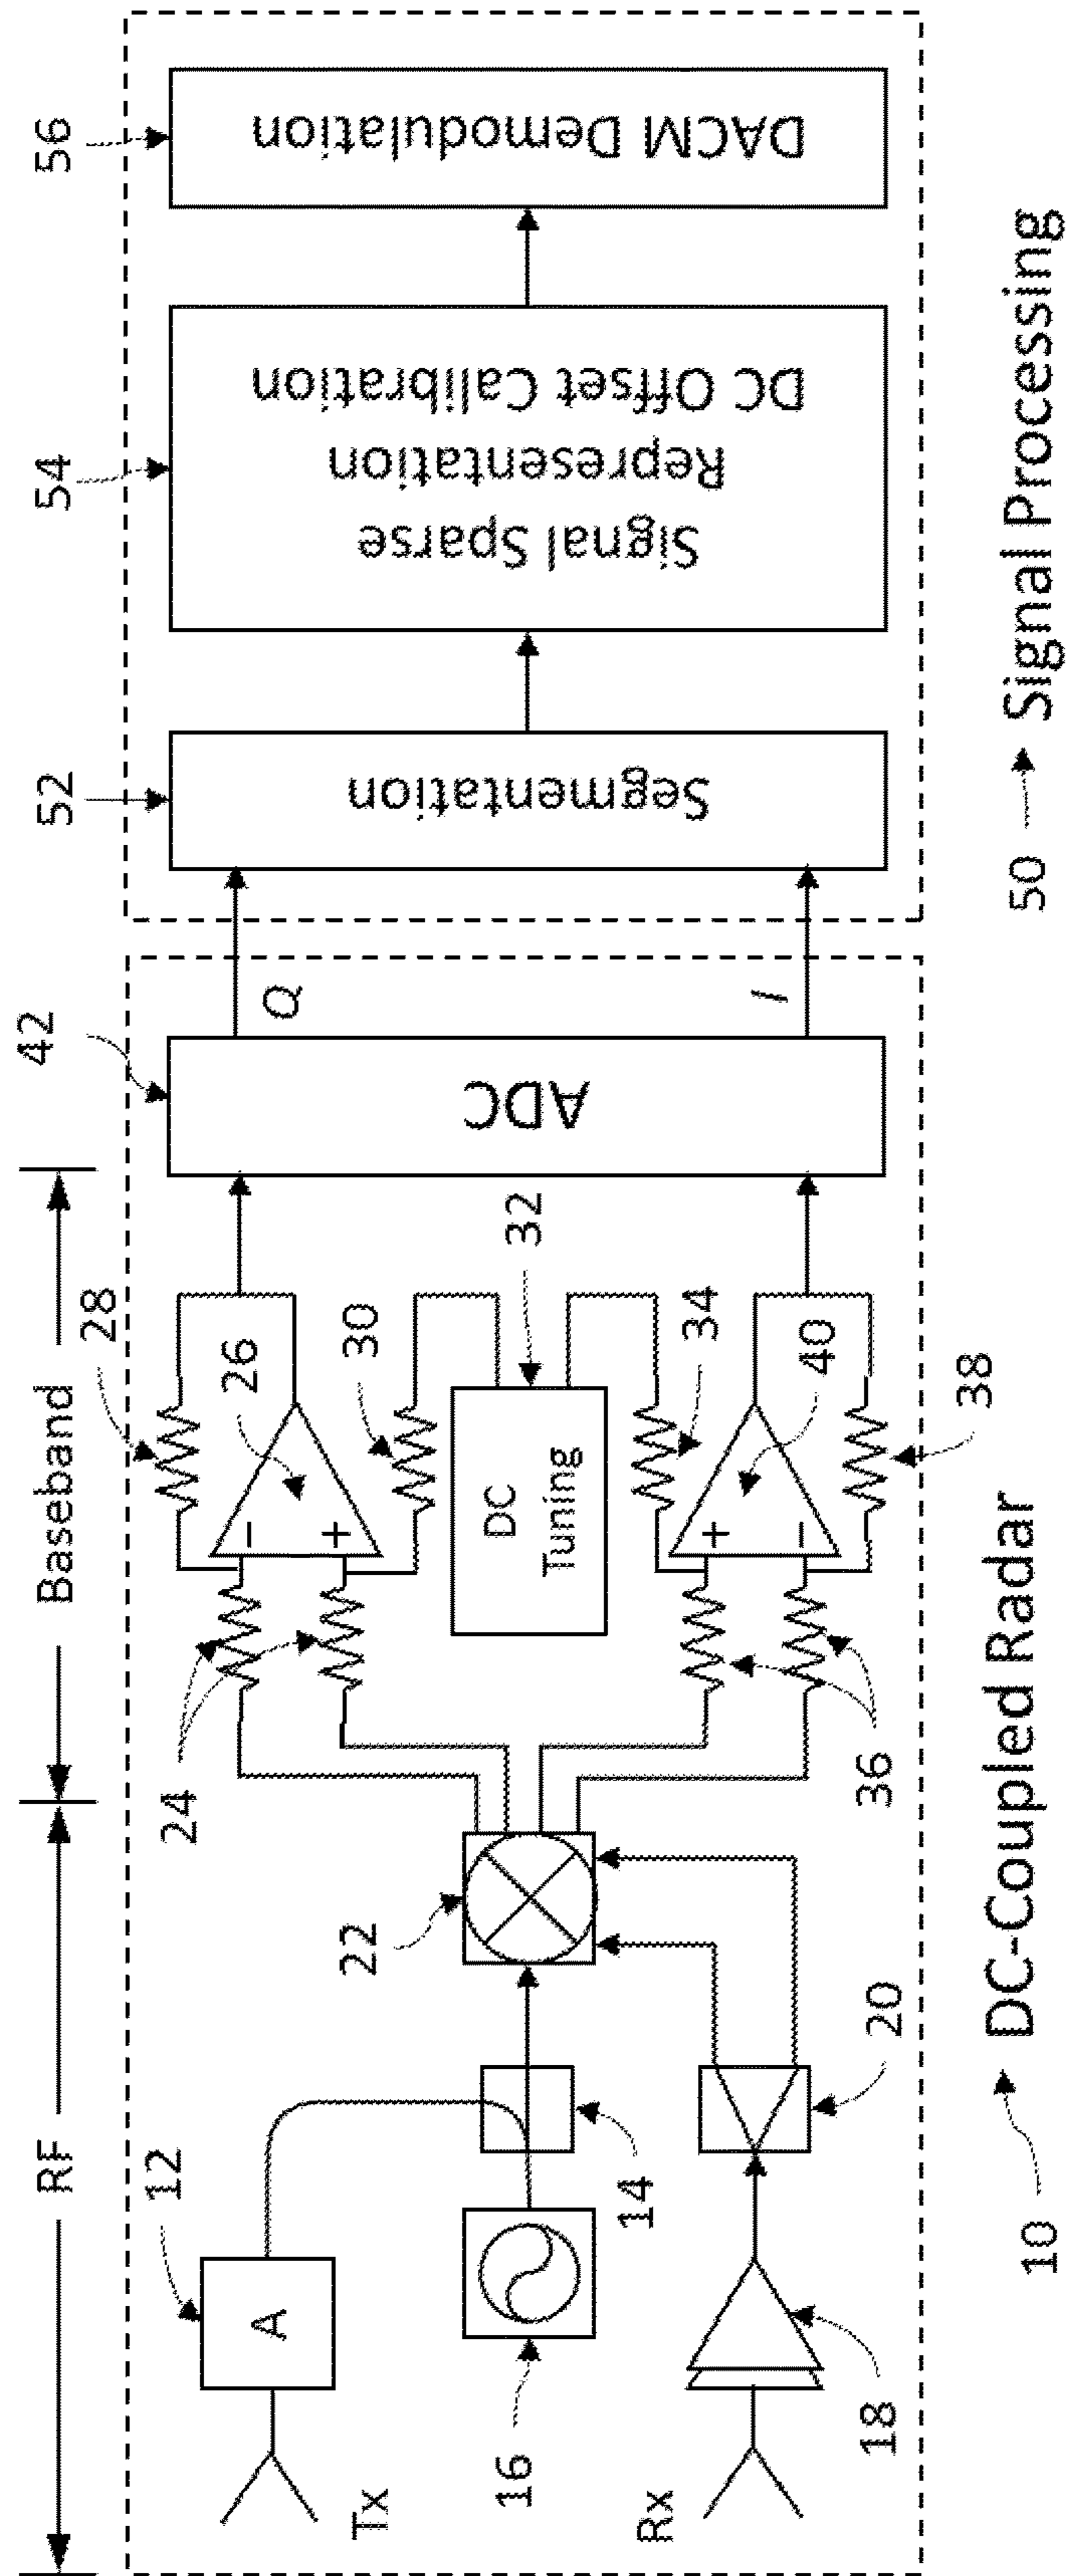 RF
Baseband
12
A
Tx
16
14
Rx
18
20
22
24
28
26
−
+
30
DC
Tuning
32
34
+
−
40
36
38
42
ADC
Q
I
52
Segmentation
54
Signal Sparse
Representation
DC Offset Calibration
56
DACM Demodulation
10
DC-Coupled Radar
50
Signal Processing